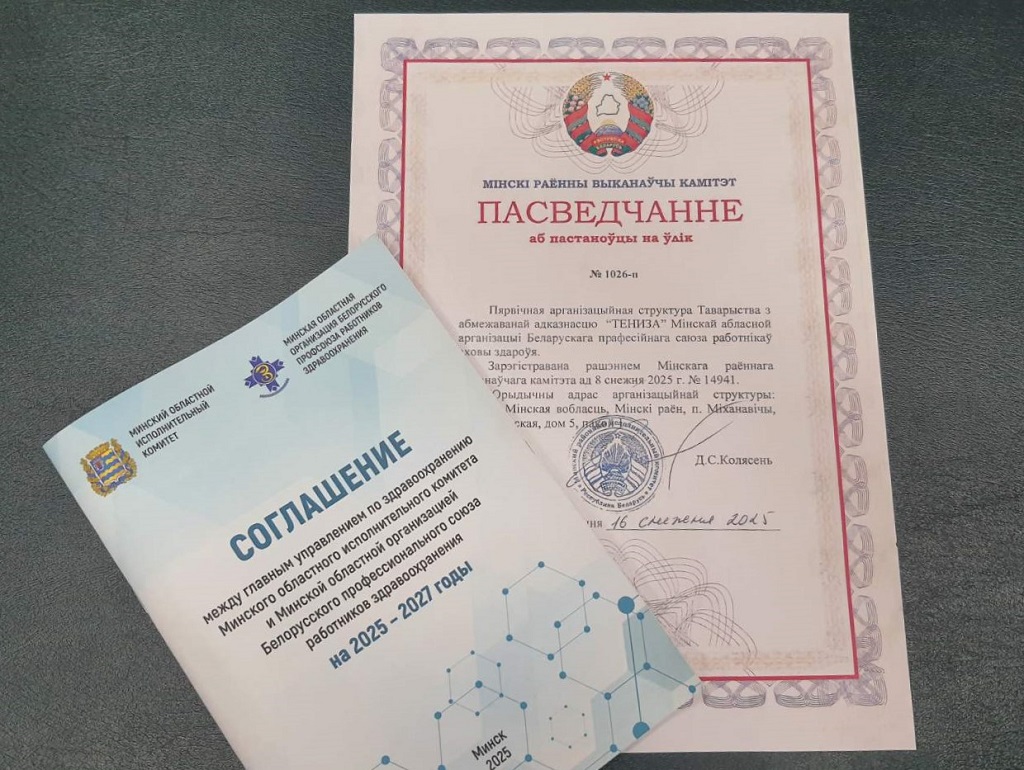 МІНСКІ РАЁННЫ ВЫКАНАЎЧЫ КАМІТЭТ
ПАСВЕДЧАННЕ
аб пастаноўцы на ўлік
№ 1026-п
Пярвічная арганізацыйная структура Таварыства з
абмежаванай адказнасцю “ТЕНИЗА” Мінскай абласной
арганізацыі Беларускага прафесійнага саюза работнікаў
ховы здароўя.
Зарэгістравана рашэннем Мінскага раённага
наўчага камітэта ад 8 снежня 2025 г. № 14941.
Юрыдычны адрас арганізацыйнай структуры:
Мінская вобласць, Мінскі раён, п. Міханавічы,
ская, дом 5,
Д.С.Колясень
16 снежня 2025
МИНСКИЙ ОБЛАСТНОЙ
ИСПОЛНИТЕЛЬНЫЙ
КОМИТЕТ
МИНСКАЯ ОБЛАСТНАЯ
ОРГАНИЗАЦИЯ БЕЛОРУССКОГО
ПРОФСОЮЗА РАБОТНИКОВ
ЗДРАВООХРАНЕНИЯ
СОГЛАШЕНИЕ
между главным управлением по здравоохранению
Минского областного исполнительного комитета
и Минской областной организацией
Белорусского профессионального союза
работников здравоохранения
на 2025 – 2027 годы
Минск
2025